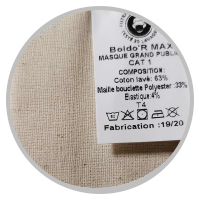 Boldo'R MAX
MASQUE GRAND PUBLIC
CAT 1
COMPOSITION:
Coton lavé: 63%
Maille bouclette Polyester :33%
Élastique:4%
T4
Fabrication :19/20